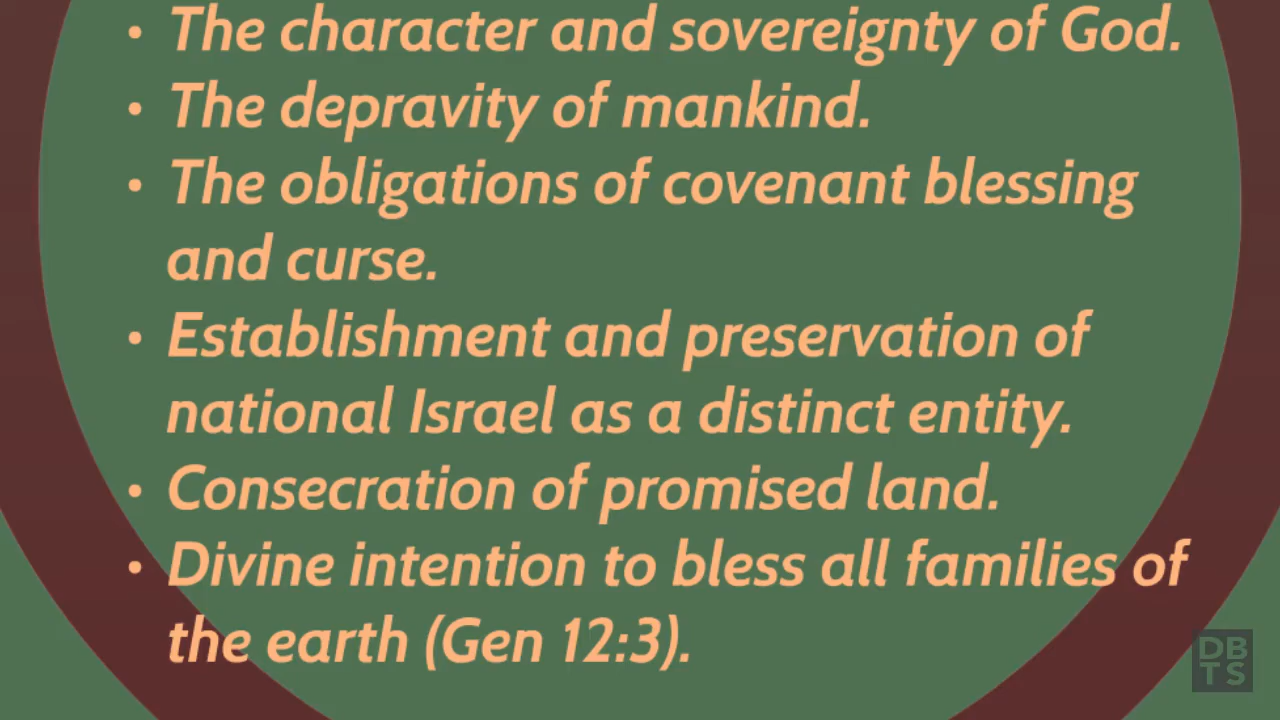 • The character and sovereignty of God.
• The depravity of mankind.
• The obligations of covenant blessing
and curse.
• Establishment and preservation of
national Israel as a distinct entity.
• Consecration of promised land.
• Divine intention to bless all families of
the earth (Gen 12:3).
DB
TS